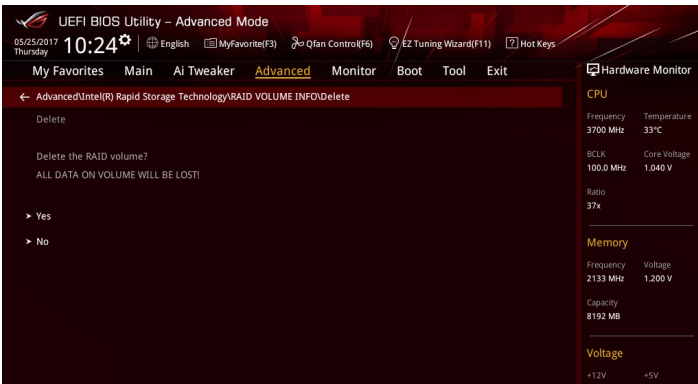 UEFI BIOS Utility – Advanced Mode
05/25/2017 Thursday 10:24 English MyFavorite(F3) Qfan Control(F6) EZ Tuning Wizard(F11) ? Hot Keys
My Favorites Main Ai Tweaker Advanced Monitor Boot Tool Exit
Hardware Monitor
← Advanced\Intel(R) Rapid Storage Technology\RAID VOLUME INFO\Delete
Delete
Delete the RAID volume?
ALL DATA ON VOLUME WILL BE LOST!
> Yes
> No
CPU
Frequency Temperature
3700 MHz 33°C
BCLK Core Voltage
100.0 MHz 1.040 V
Ratio
37x
Memory
Frequency Voltage
2133 MHz 1.200 V
Capacity
8192 MB
Voltage
+12V +5V